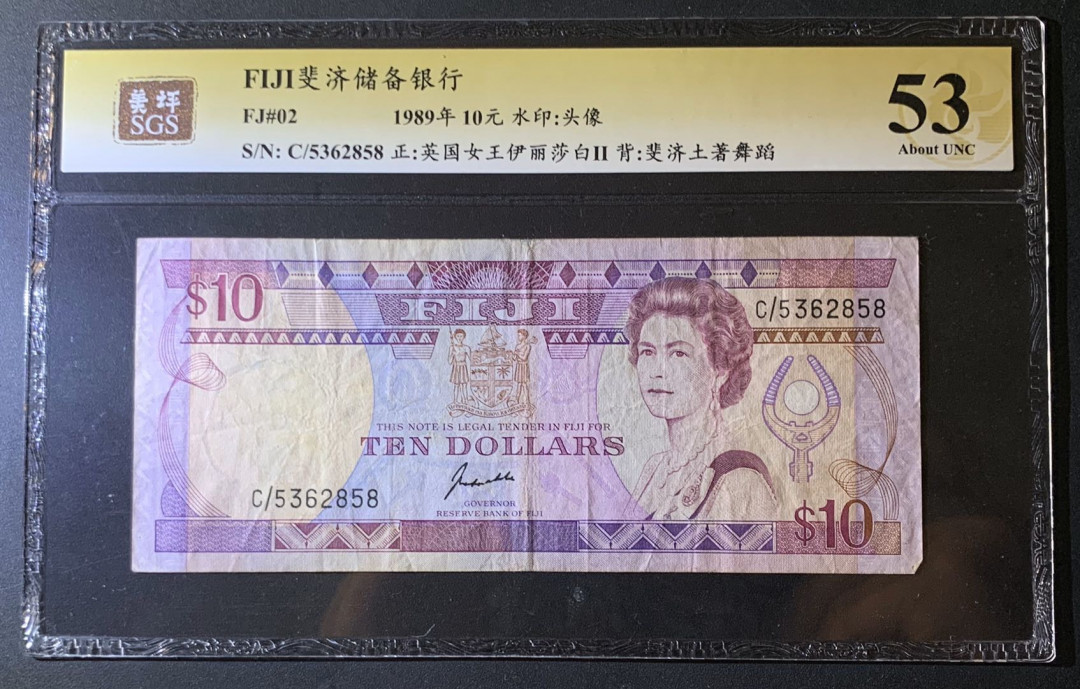 美评
SGS
FIJI斐济储备银行
FJ#02 1989年 10元 水印:头像
S/N: C/5362858 正:英国女王伊丽莎白II 背:斐济土著舞蹈
53
About UNC
$10
FIJI
C/5362858
THIS NOTE IS LEGAL TENDER IN FIJI FOR
TEN DOLLARS
C/5362858
GOVERNOR
RESERVE BANK OF FIJI
$10